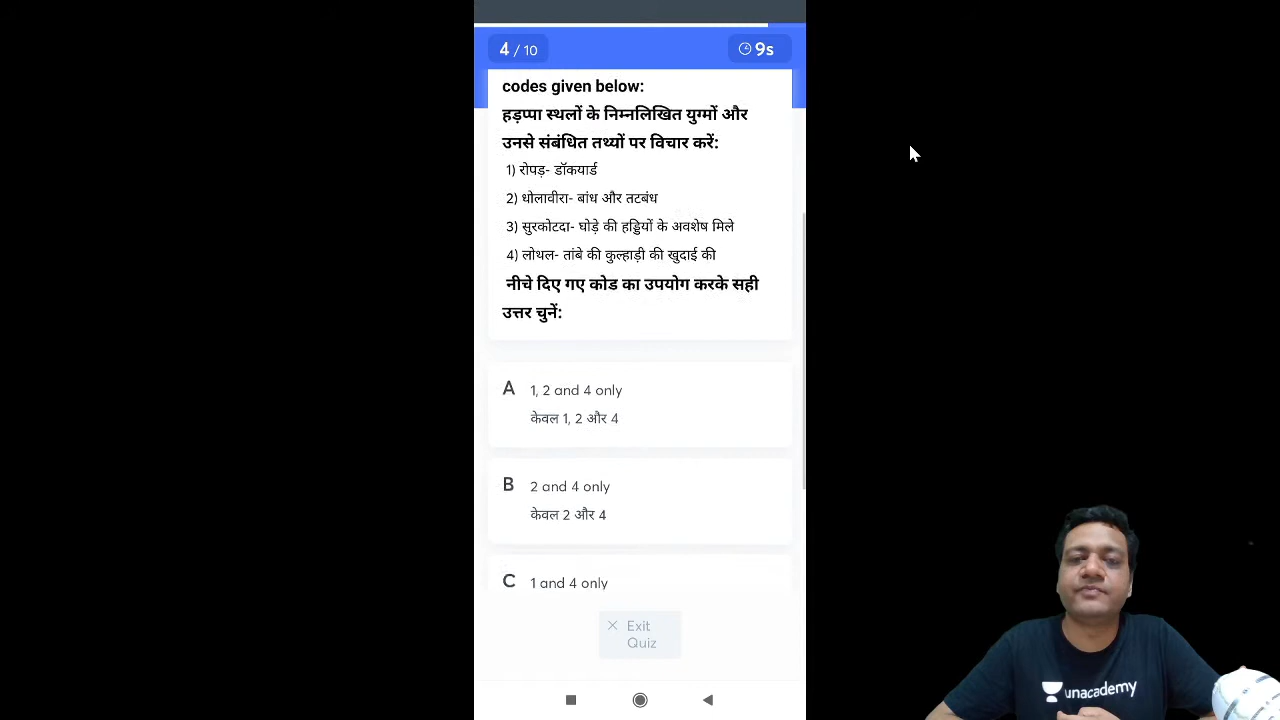 4 / 10
9s
codes given below:
हड़प्पा स्थलों के निम्नलिखित युग्मों और
उनसे संबंधित तथ्यों पर विचार करें:
1) रोपड़- डॉकयार्ड
2) धोलावीरा- बांध और तटबंध
3) सुरकोटदा- घोड़े की हड्डियों के अवशेष मिले
4) लोथल- तांबे की कुल्हाड़ी की खुदाई की
नीचे दिए गए कोड का उपयोग करके सही
उत्तर चुनें:
A 1, 2 and 4 only
केवल 1, 2 और 4
B 2 and 4 only
केवल 2 और 4
C 1 and 4 only
Exit
Quiz
unacademy